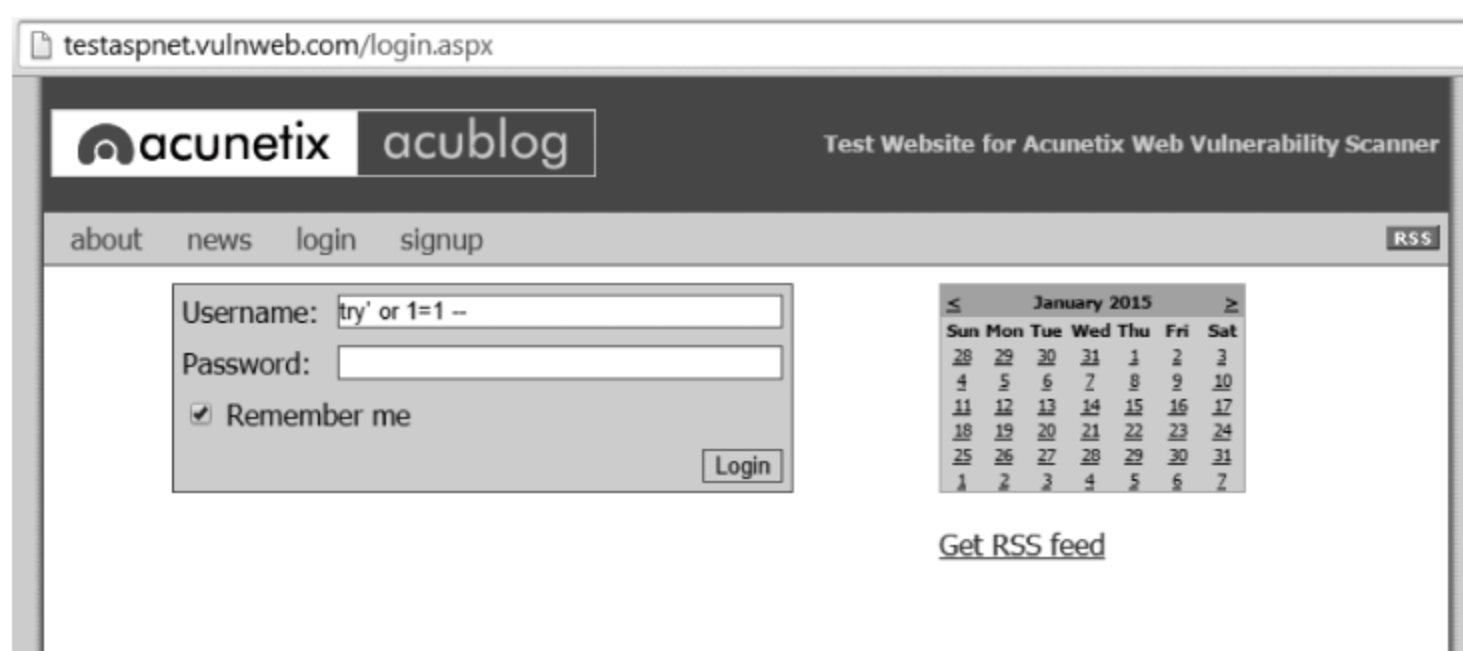 testaspnet.vulnweb.com/login.aspx
acunetix acublog
Test Website for Acunetix Web Vulnerability Scanner
about news login signup
RSS
Username: try' or 1=1 --
Password:
Remember me
Login
< January 2015 >
Sun Mon Tue Wed Thu Fri Sat
28 29 30 31 1 2 3
4 5 6 7 8 9 10
11 12 13 14 15 16 17
18 19 20 21 22 23 24
25 26 27 28 29 30 31
1 2 3 4 5 6 7
Get RSS feed